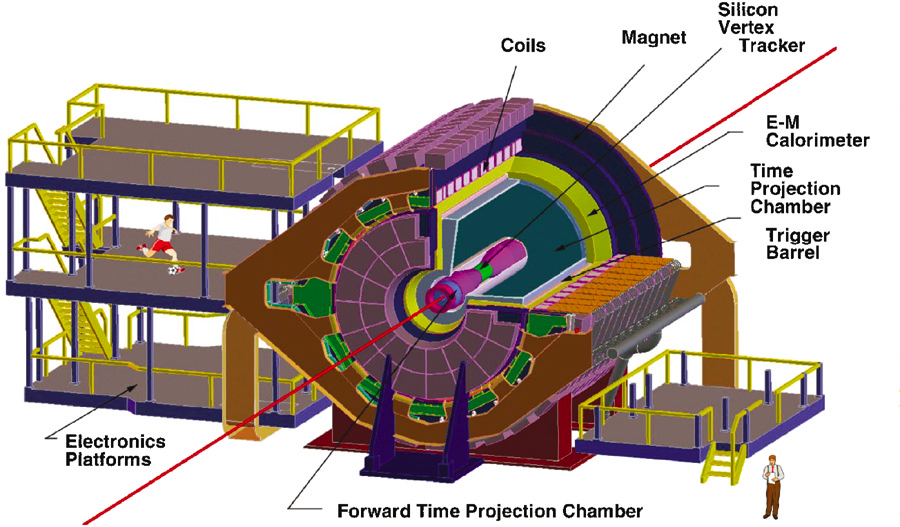 Silicon
Vertex
Tracker
Coils
Magnet
E-M
Calorimeter
Time
Projection
Chamber
Trigger
Barrel
Electronics
Platforms
Forward Time Projection Chamber